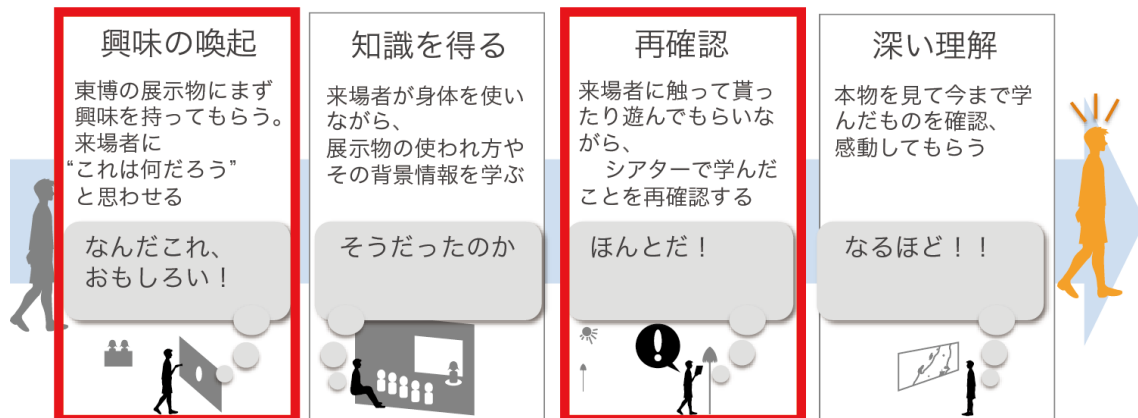 興味の喚起
東博の展示物にまず
興味を持ってもらう。
来場者に
“これは何だろう”
と思わせる
なんだこれ、
おもしろい！
知識を得る
来場者が身体を使い
ながら、
展示物の使われ方や
その背景情報を学ぶ
そうだったのか
再確認
来場者に触って貰っ
たり遊んでもらいな
がら、
シアターで学んだ
ことを再確認する
ほんとだ！
深い理解
本物を見て今まで学
んだものを確認、
感動してもらう
なるほど！！